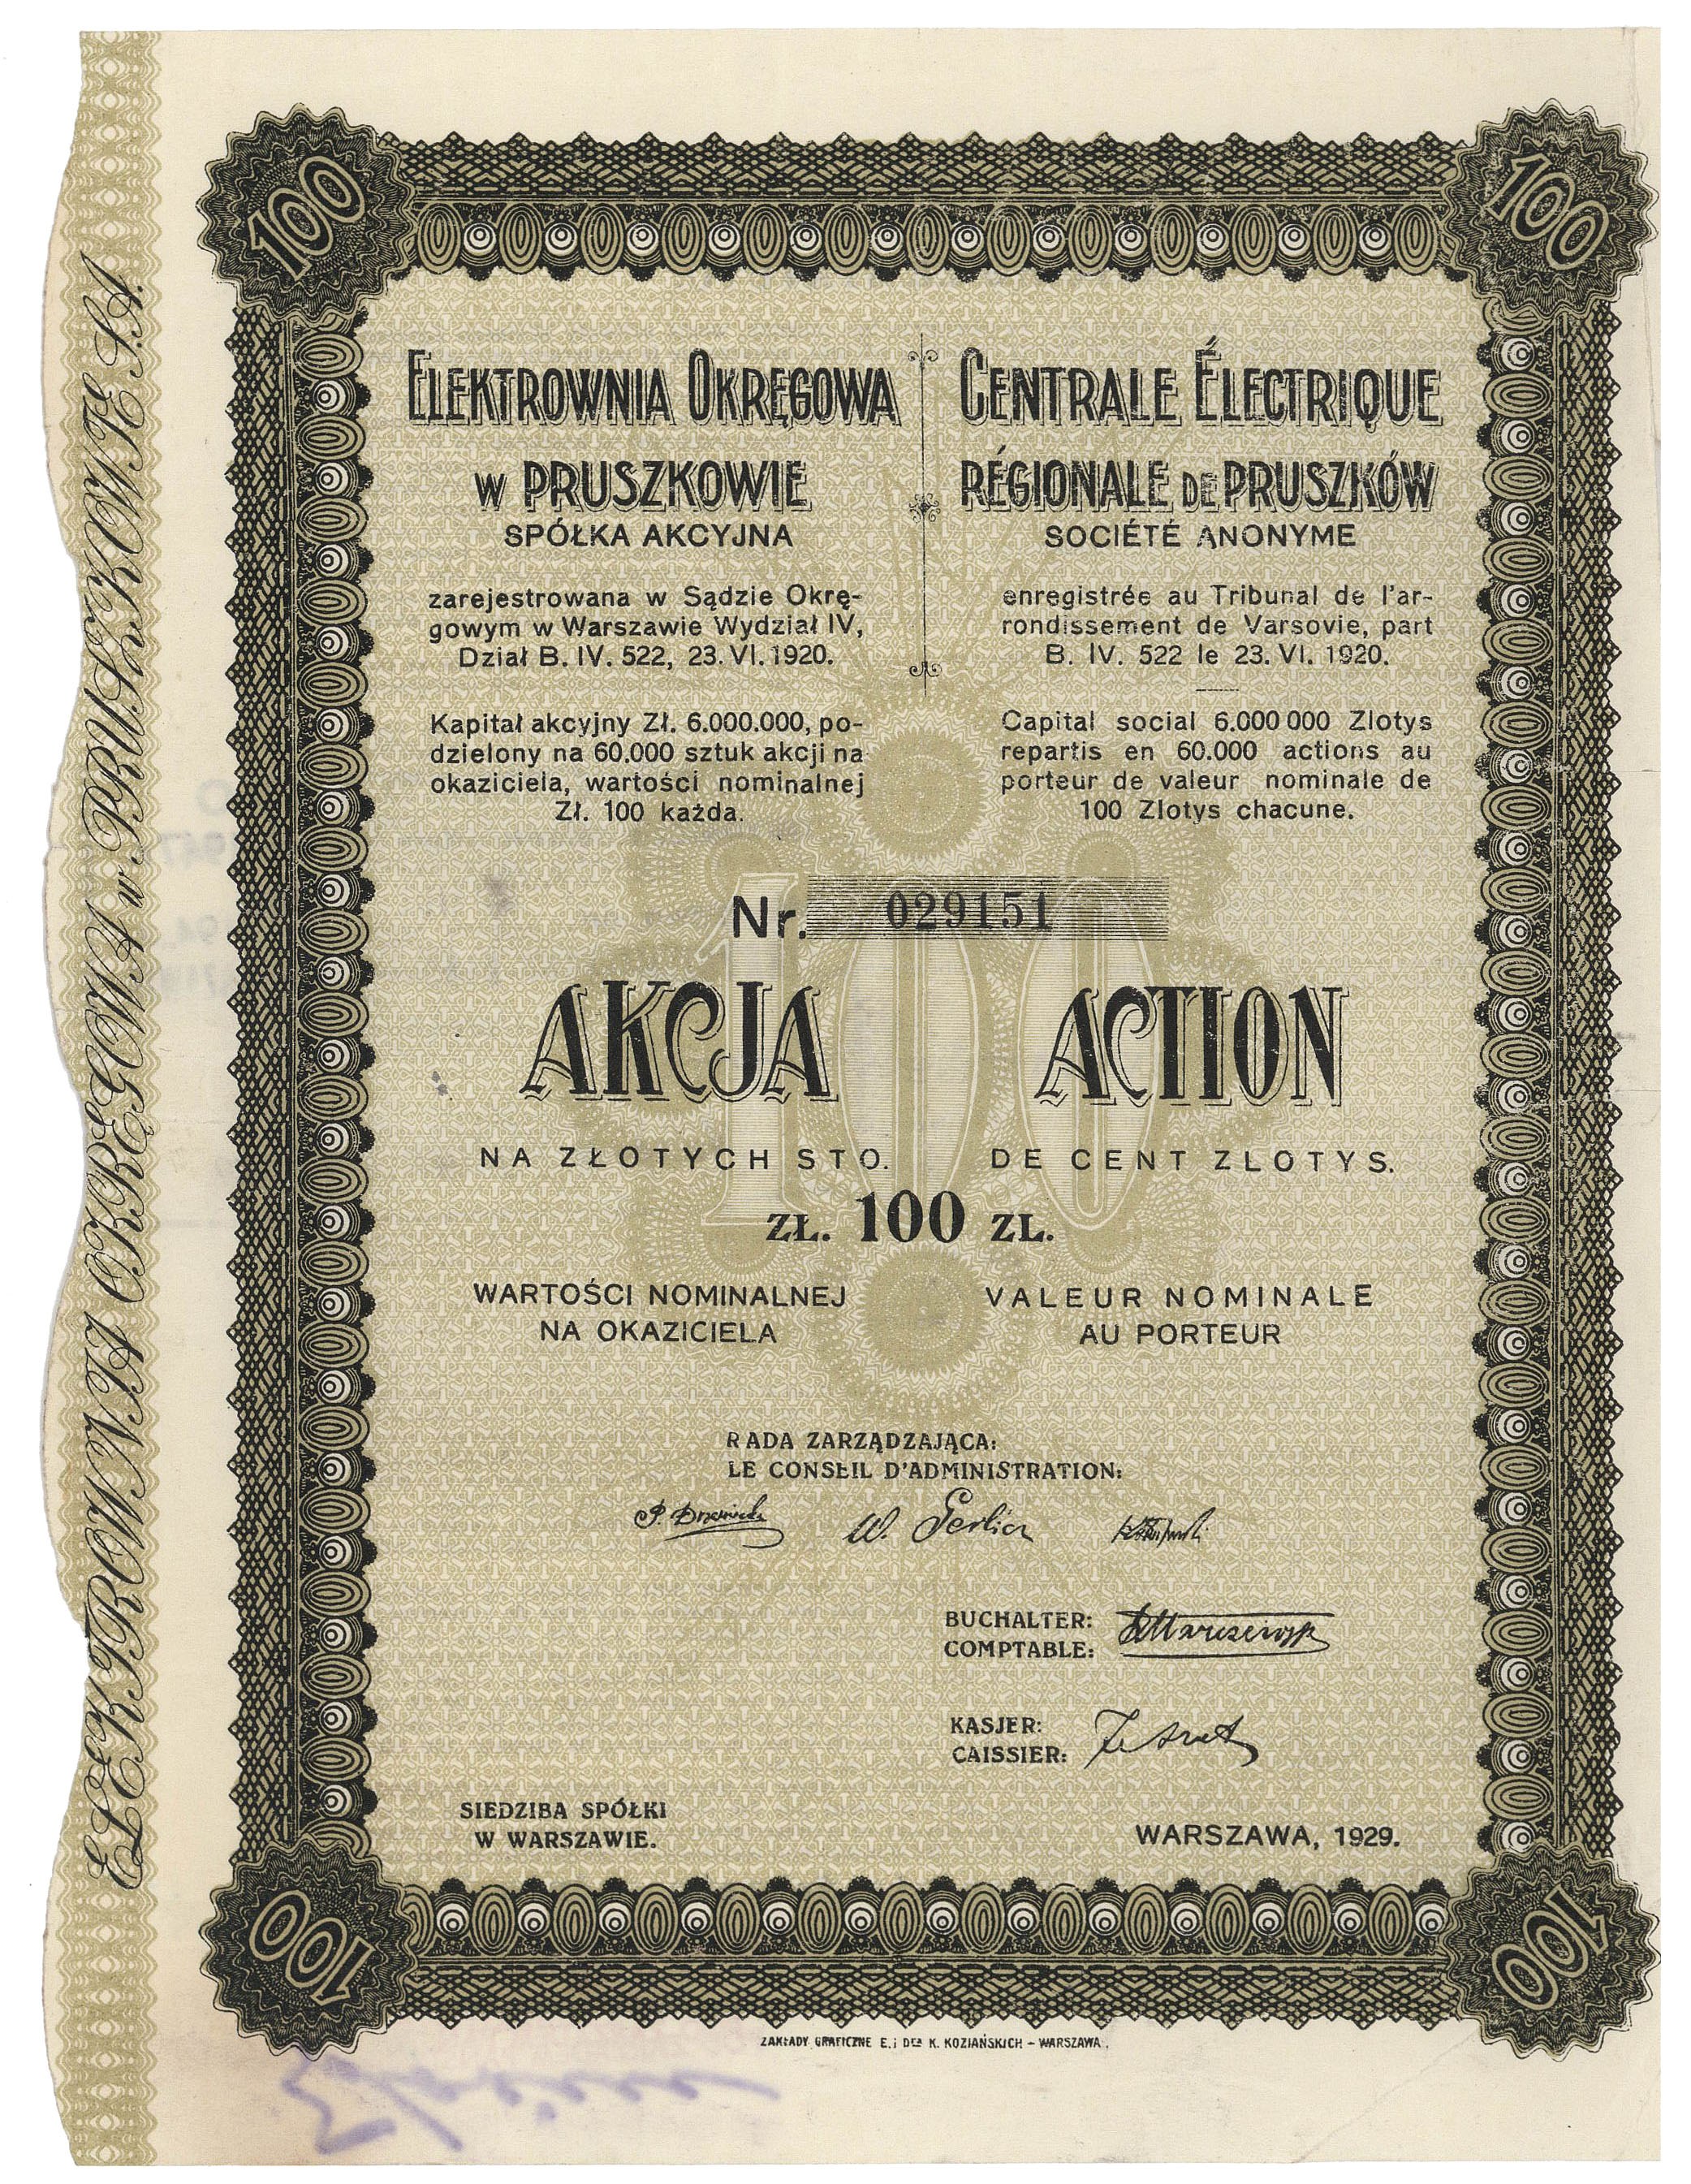 100
100
ELEKTROWNIA OKRĘGOWA w PRUSZKOWIE S.A.
ELEKTROWNIA OKRĘGOWA
W PRUSZKOWIE
SPÓŁKA AKCYJNA
zarejestrowana w Sądzie Okrę-
gowym w Warszawie Wydział IV,
Dział B. IV. 522, 23. VI. 1920.
Kapitał akcyjny Zł. 6.000.000, po-
dzielony na 60.000 sztuk akcji na
okaziciela, wartości nominalnej
Zł. 100 każda.
CENTRALE ÉLECTRIQUE
RÉGIONALE DE PRUSZKÓW
SOCIÉTÉ ANONYME
enregistrée au Tribunal de l'ar-
rondissement de Varsovie, part
B. IV. 522 le 23. VI. 1920.
Capital social 6.000 000 Zlotys
repartis en 60.000 actions au
porteur de valeur nominale de
100 Zlotys chacune.
Nr. 029151
100
AKCJA ACTION
NA ZŁOTYCH STO. DE CENT ZLOTYS.
ZŁ. 100 ZL.
WARTOŚCI NOMINALNEJ
NA OKAZICIELA
VALEUR NOMINALE
AU PORTEUR
RADA ZARZĄDZAJĄCA:
LE CONSEIL D'ADMINISTRATION:
W. Gerlicz
BUCHALTER:
COMPTABLE:
KASJER:
CAISSIER:
SIEDZIBA SPÓŁKI
W WARSZAWIE.
WARSZAWA, 1929.
100
100
ZAKŁADY GRAFICZNE E. i Dra K. KOZIAŃSKICH – WARSZAWA.